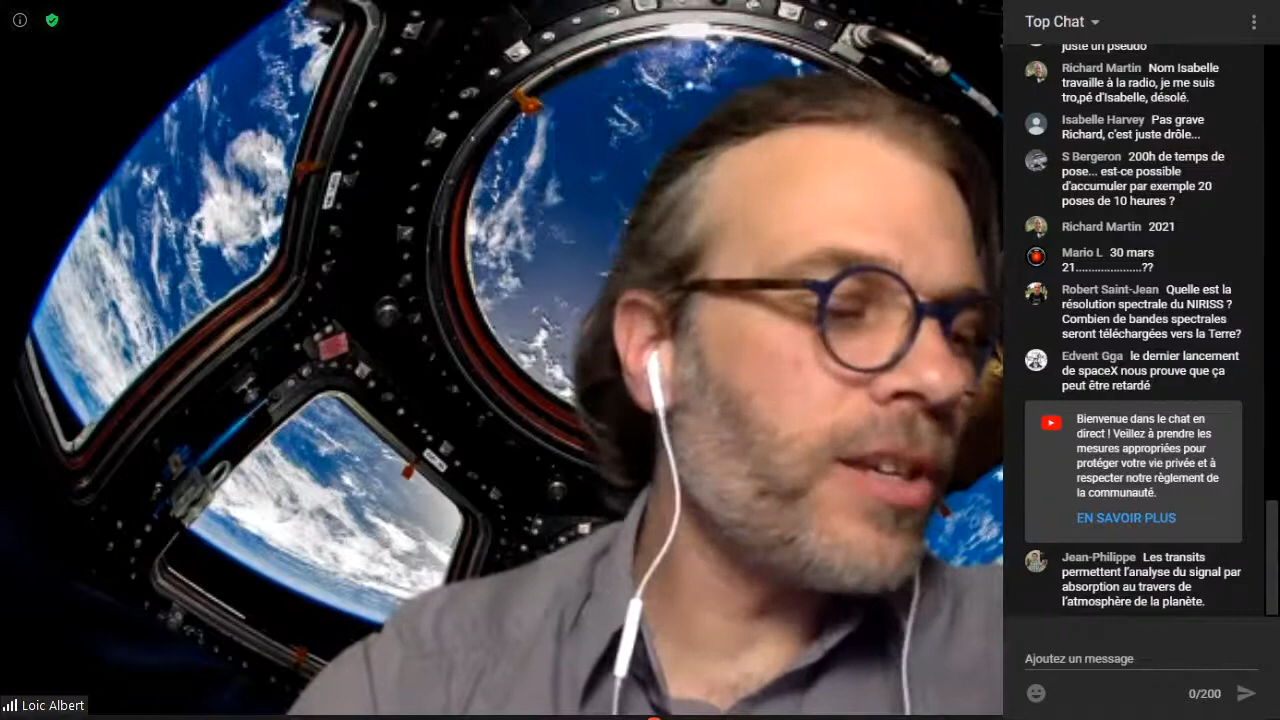 Top Chat
juste un pseudo
Richard Martin Nom Isabelle
travaille à la radio, je me suis
tro,pé d'Isabelle, désolé.
Isabelle Harvey Pas grave
Richard, c'est juste drôle...
S Bergeron 200h de temps de
pose... est-ce possible
d'accumuler par exemple 20
poses de 10 heures ?
Richard Martin 2021
Mario L 30 mars
21.....................??
Robert Saint-Jean Quelle est la
résolution spectrale du NIRISS ?
Combien de bandes spectrales
seront téléchargées vers la Terre?
Edvent Gga le dernier lancement
de spaceX nous prouve que ça
peut être retardé
Bienvenue dans le chat en
direct ! Veillez à prendre les
mesures appropriées pour
protéger votre vie privée et à
respecter notre règlement de
la communauté.
EN SAVOIR PLUS
Jean-Philippe Les transits
permettent l'analyse du signal par
absorption au travers de
l'atmosphère de la planète.
Ajoutez un message
0/200
Loic Albert